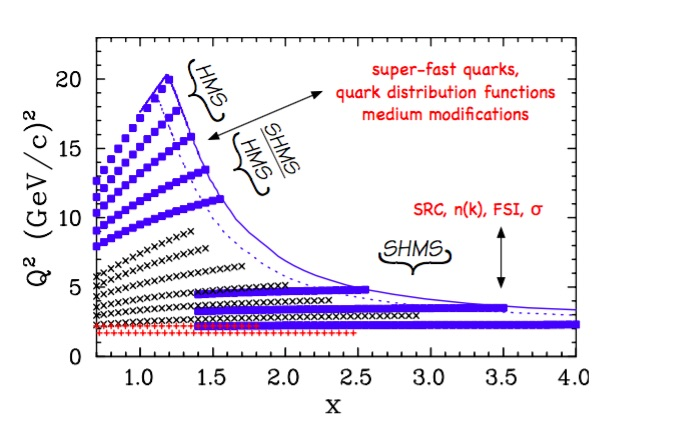 super-fast quarks,
quark distribution functions
medium modifications
HMS
SHMS
HMS
SRC, n(k), FSI, σ
SHMS
Q² (GeV/c)²
20
15
10
5
0
1.0 1.5 2.0 2.5 3.0 3.5 4.0
x